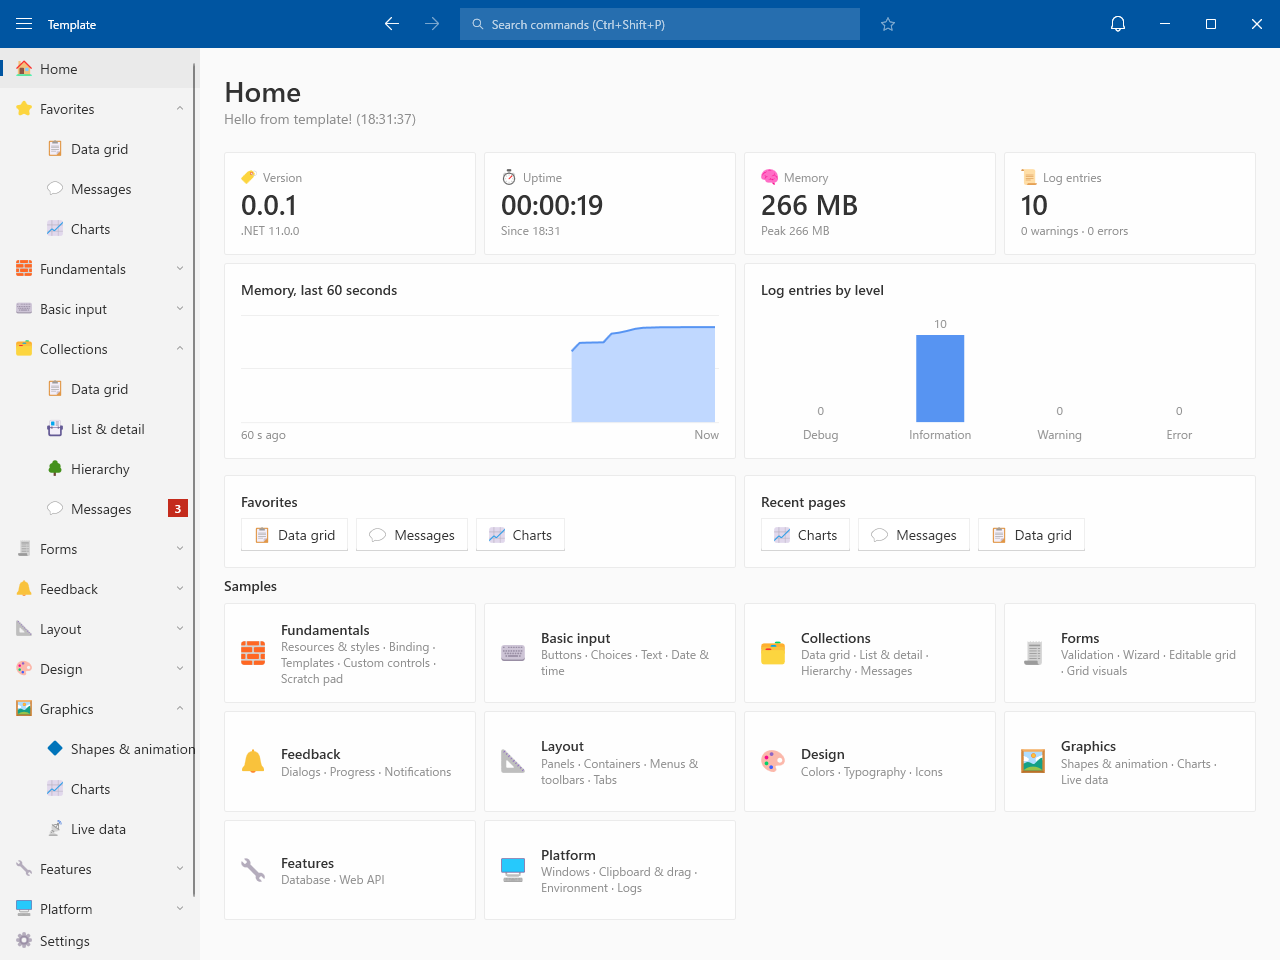 Template
Search commands (Ctrl+Shift+P)
Home
Favorites
Data grid
Messages
Charts
Fundamentals
Basic input
Collections
Data grid
List & detail
Hierarchy
Messages
3
Forms
Feedback
Layout
Design
Graphics
Shapes & animation
Charts
Live data
Features
Platform
Settings
Home
Hello from template! (18:31:37)
Version
0.0.1
.NET 11.0.0
Uptime
00:00:19
Since 18:31
Memory
266 MB
Peak 266 MB
Log entries
10
0 warnings · 0 errors
Memory, last 60 seconds
60 s ago
Now
Log entries by level
0
10
0
0
Debug
Information
Warning
Error
Favorites
Data grid
Messages
Charts
Recent pages
Charts
Messages
Data grid
Samples
Fundamentals
Resources & styles · Binding ·
Templates · Custom controls ·
Scratch pad
Basic input
Buttons · Choices · Text · Date &
time
Collections
Data grid · List & detail ·
Hierarchy · Messages
Forms
Validation · Wizard · Editable grid
· Grid visuals
Feedback
Dialogs · Progress · Notifications
Layout
Panels · Containers · Menus &
toolbars · Tabs
Design
Colors · Typography · Icons
Graphics
Shapes & animation · Charts ·
Live data
Features
Database · Web API
Platform
Windows · Clipboard & drag ·
Environment · Logs